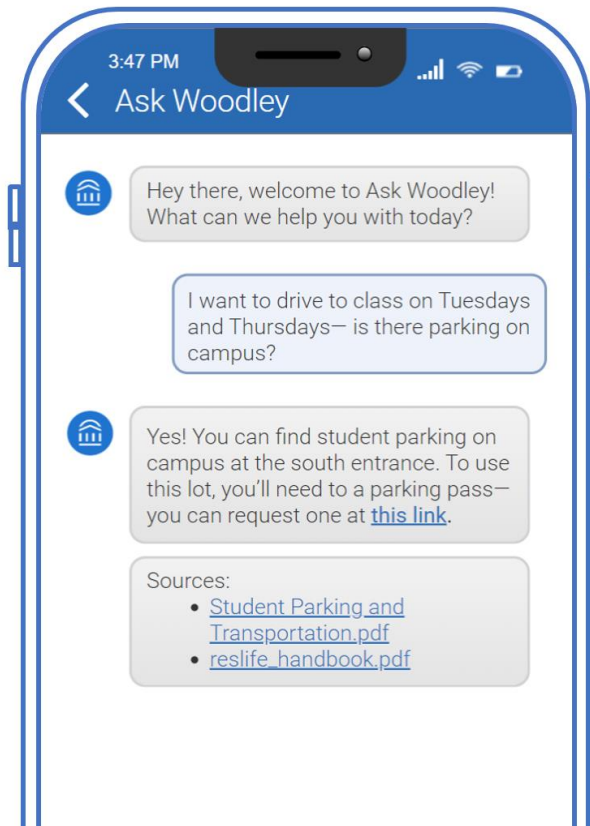 3:47 PM
Ask Woodley
Hey there, welcome to Ask Woodley!
What can we help you with today?
I want to drive to class on Tuesdays
and Thursdays— is there parking on
campus?
Yes! You can find student parking on
campus at the south entrance. To use
this lot, you’ll need to a parking pass—
you can request one at this link.
Sources:
• Student Parking and
Transportation.pdf
• reslife_handbook.pdf